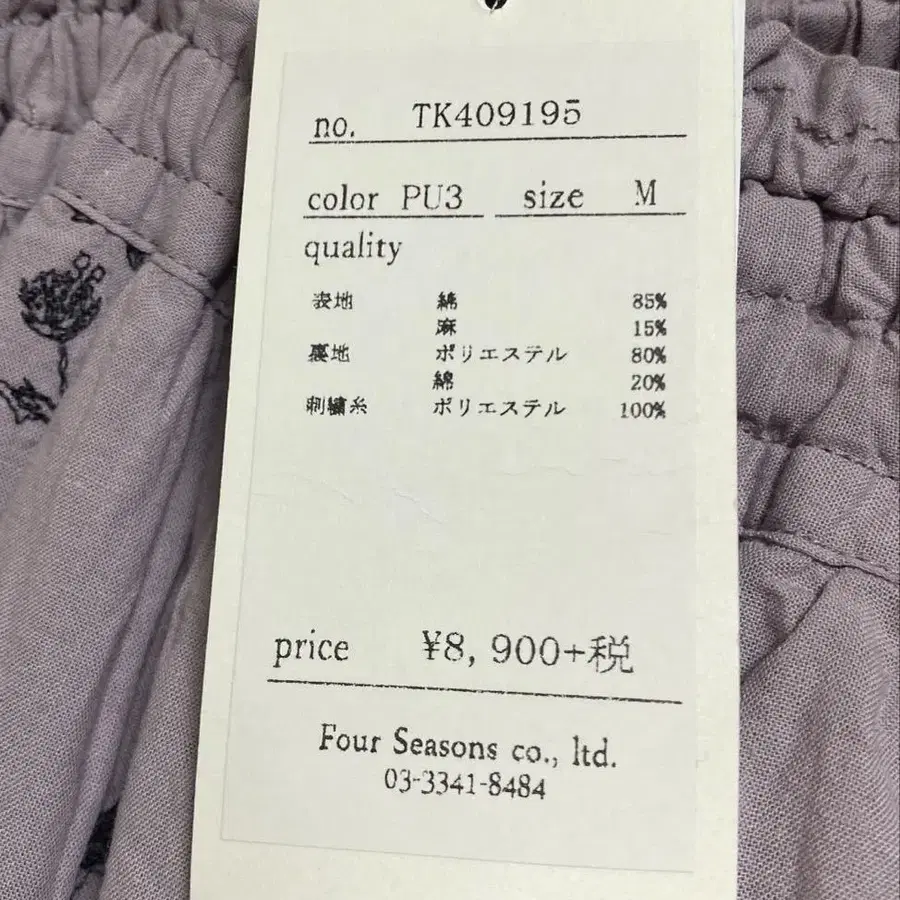 no. TK409195
color PU3 size M
quality
表地 綿 85%
麻 15%
裏地 ポリエステル 80%
綿 20%
刺繍糸 ポリエステル 100%
price ¥8,900+税
Four Seasons co., ltd.
03-3341-8484